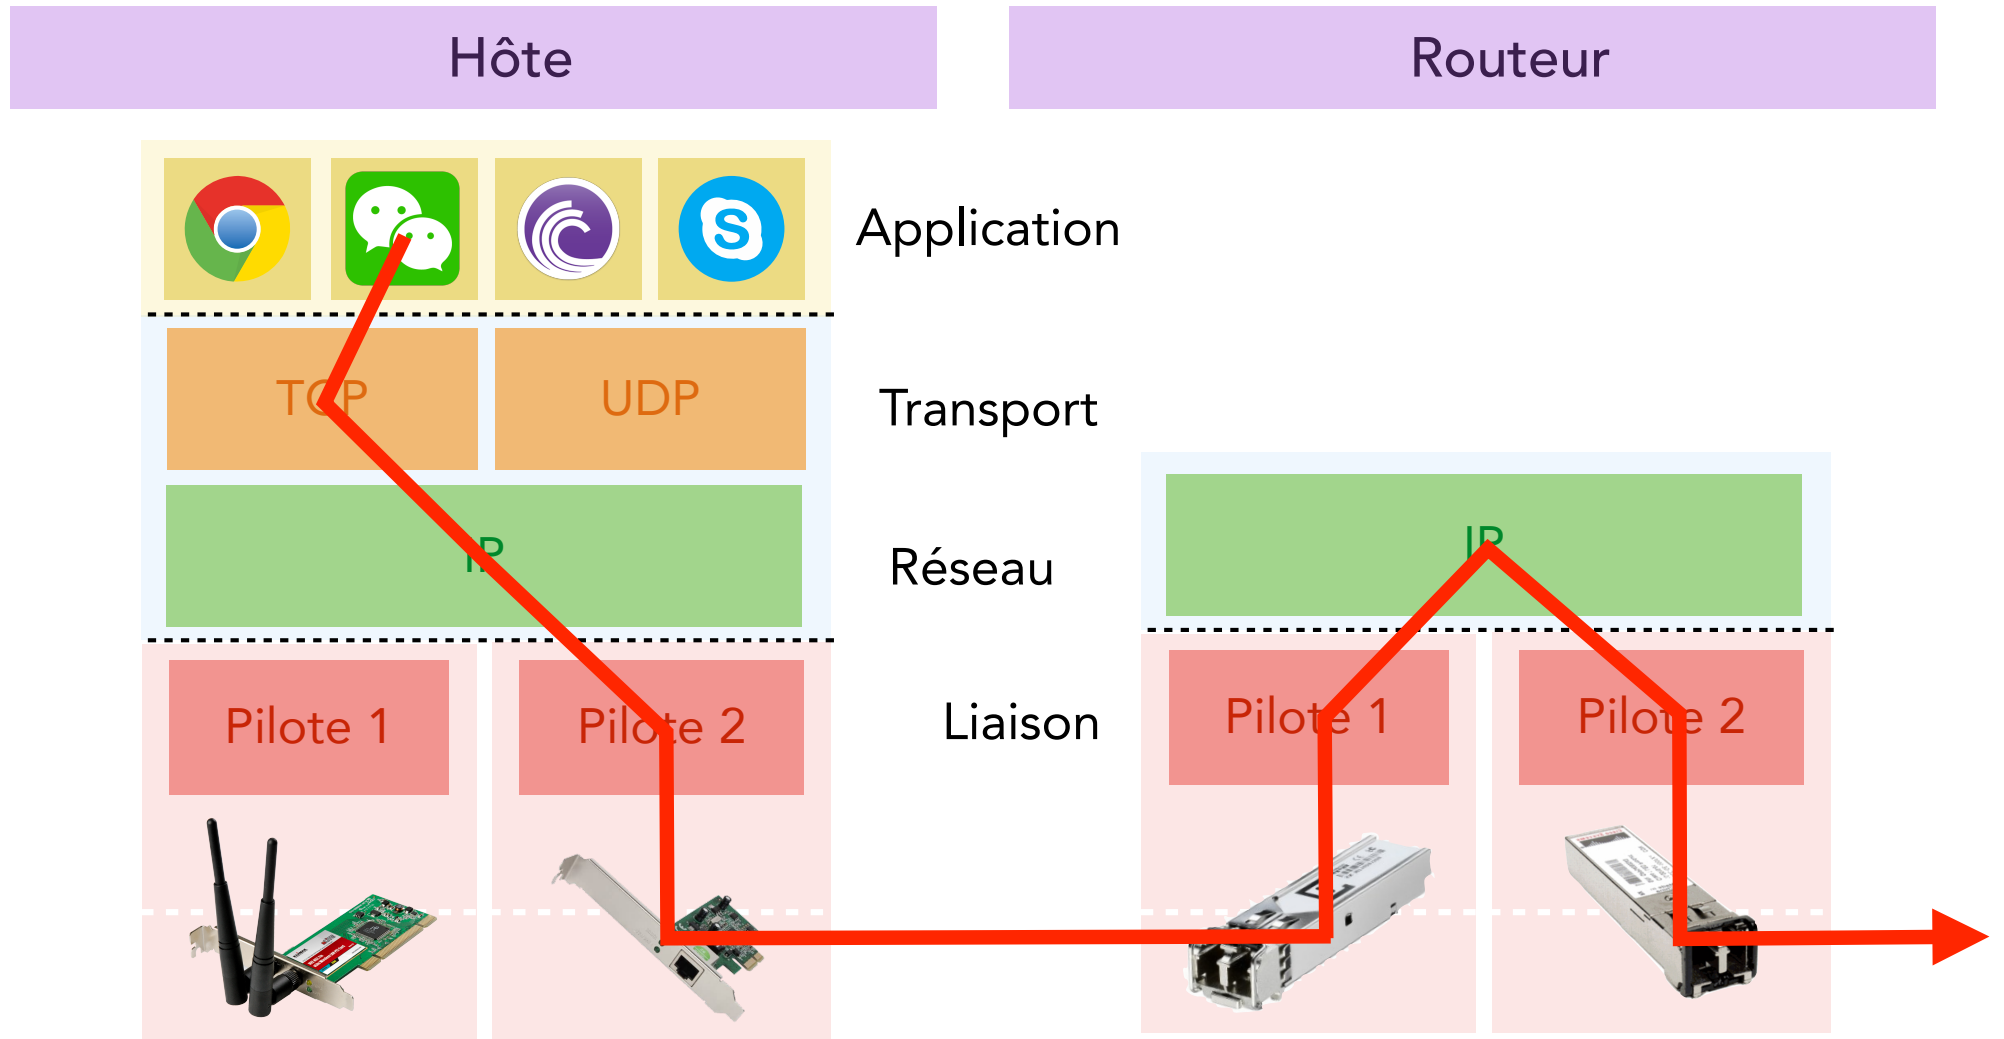 Hôte
Routeur
Application
TCP
UDP
Transport
IP
Réseau
IP
Pilote 1
Pilote 2
Liaison
Pilote 1
Pilote 2